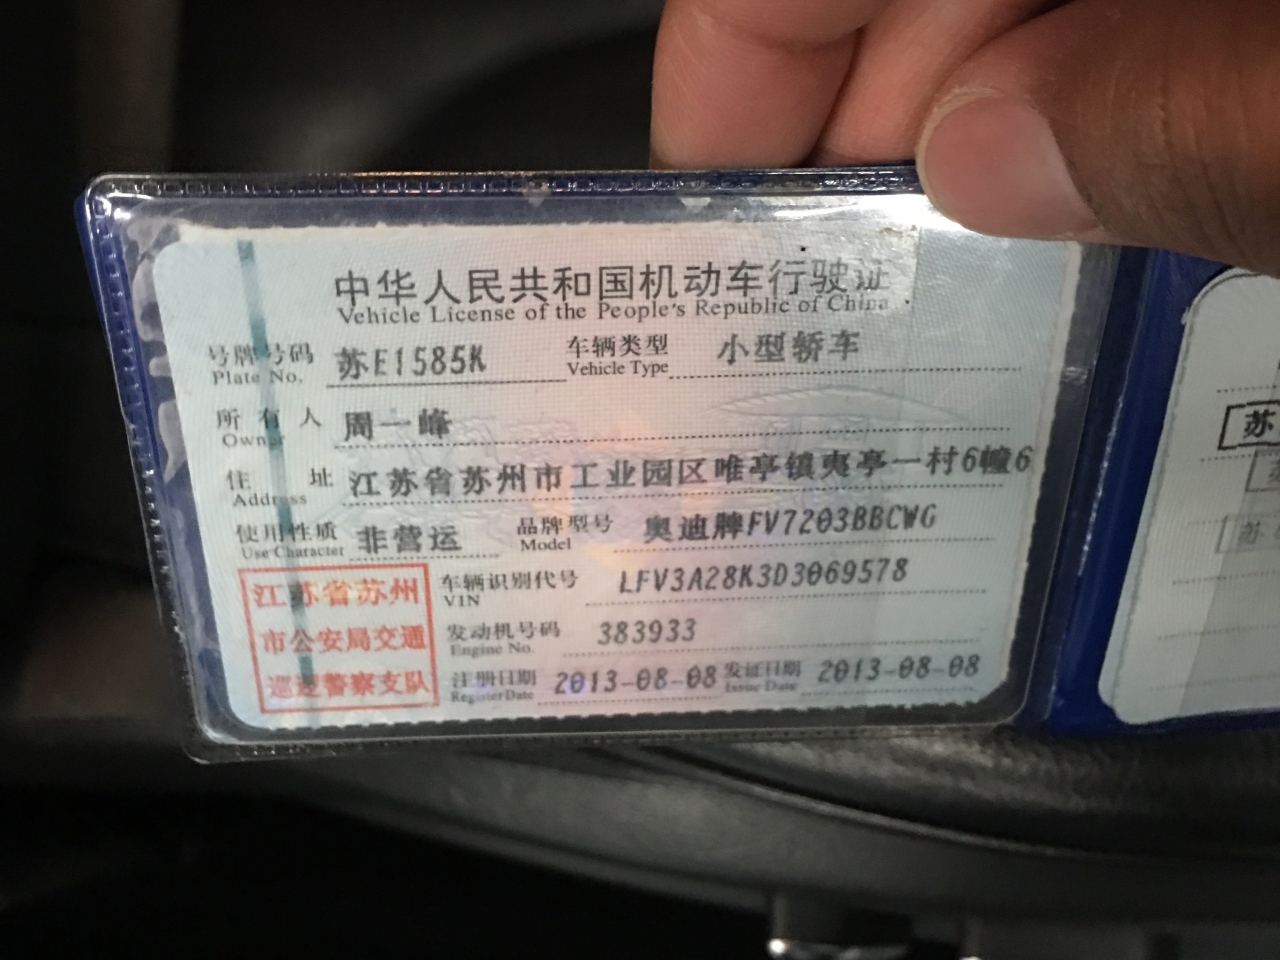 中华人民共和国机动车行驶证
Vehicle License of the People's Republic of China
号牌号码 苏E1585K 车辆类型 小型轿车
Plate No. Vehicle Type
所有人 周一峰
Owner
住址 江苏省苏州市工业园区唯亭镇夷亭一村6幢6
Address
使用性质 非营运 品牌型号 奥迪牌FV7203BBCWG
Use Character Model
江苏省苏州
市公安局交通
巡逻警察支队
车辆识别代号 LFV3A28K3D3069578
VIN
发动机号码 383933
Engine No.
注册日期 2013-08-08 发证日期 2013-08-08
Register Date Issue Date
苏
苏